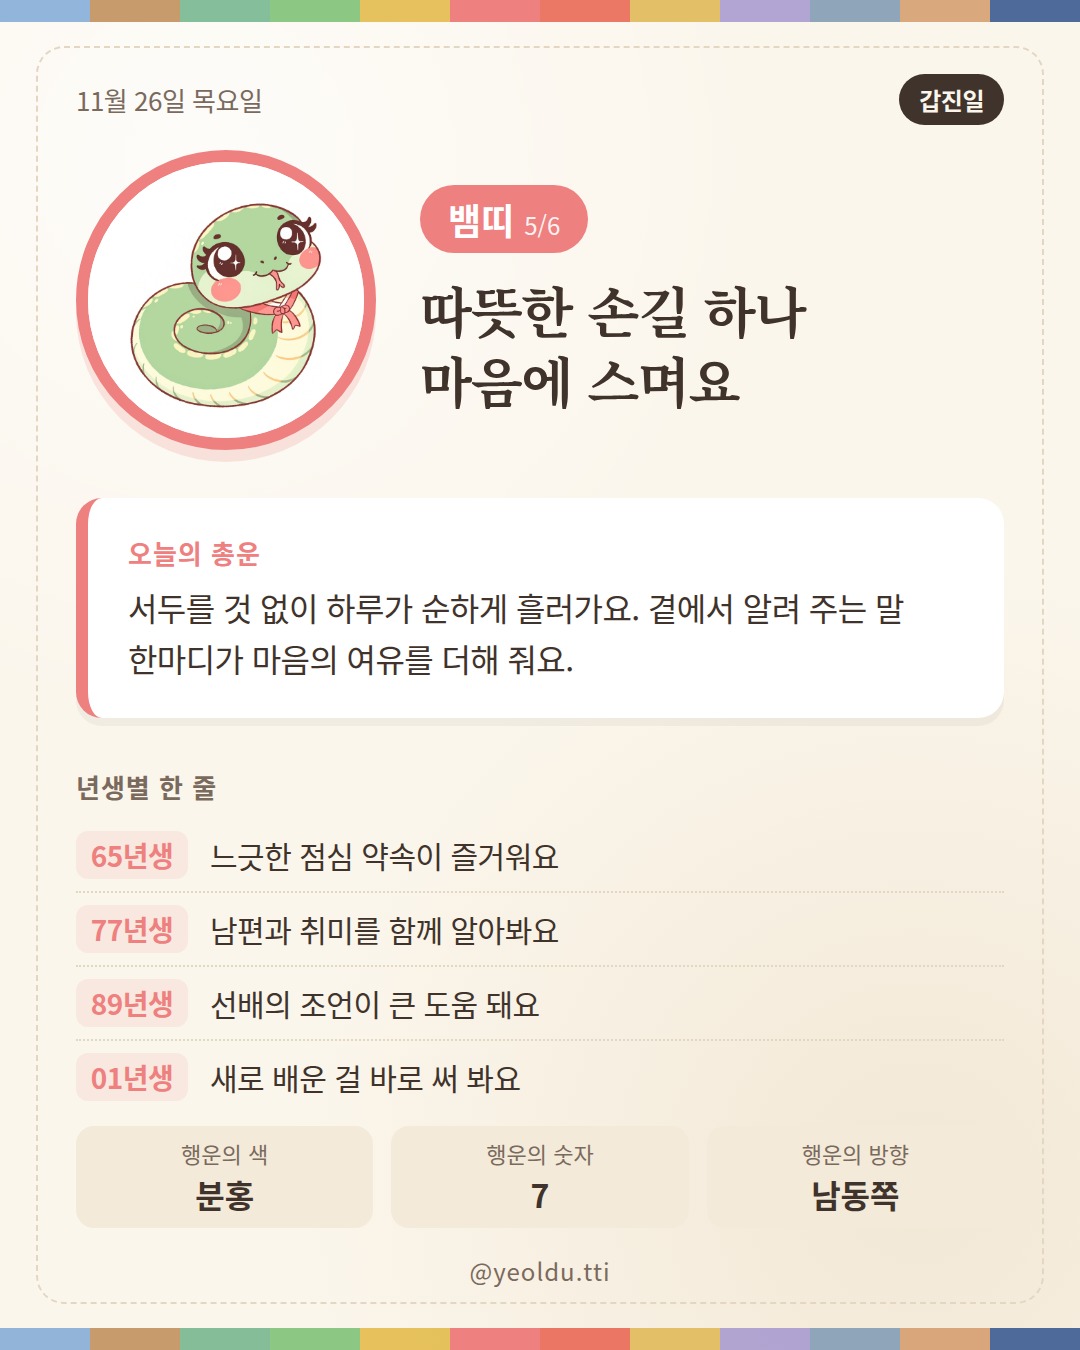 11월 26일 목요일
갑진일
뱀띠 5/6
따뜻한 손길 하나
마음에 스며요
오늘의 총운
서두를 것 없이 하루가 순하게 흘러가요. 곁에서 알려 주는 말
한마디가 마음의 여유를 더해 줘요.
년생별 한 줄
65년생 느긋한 점심 약속이 즐거워요
77년생 남편과 취미를 함께 알아봐요
89년생 선배의 조언이 큰 도움 돼요
01년생 새로 배운 걸 바로 써 봐요
행운의 색
분홍
행운의 숫자
7
행운의 방향
남동쪽
@yeoldu.tti